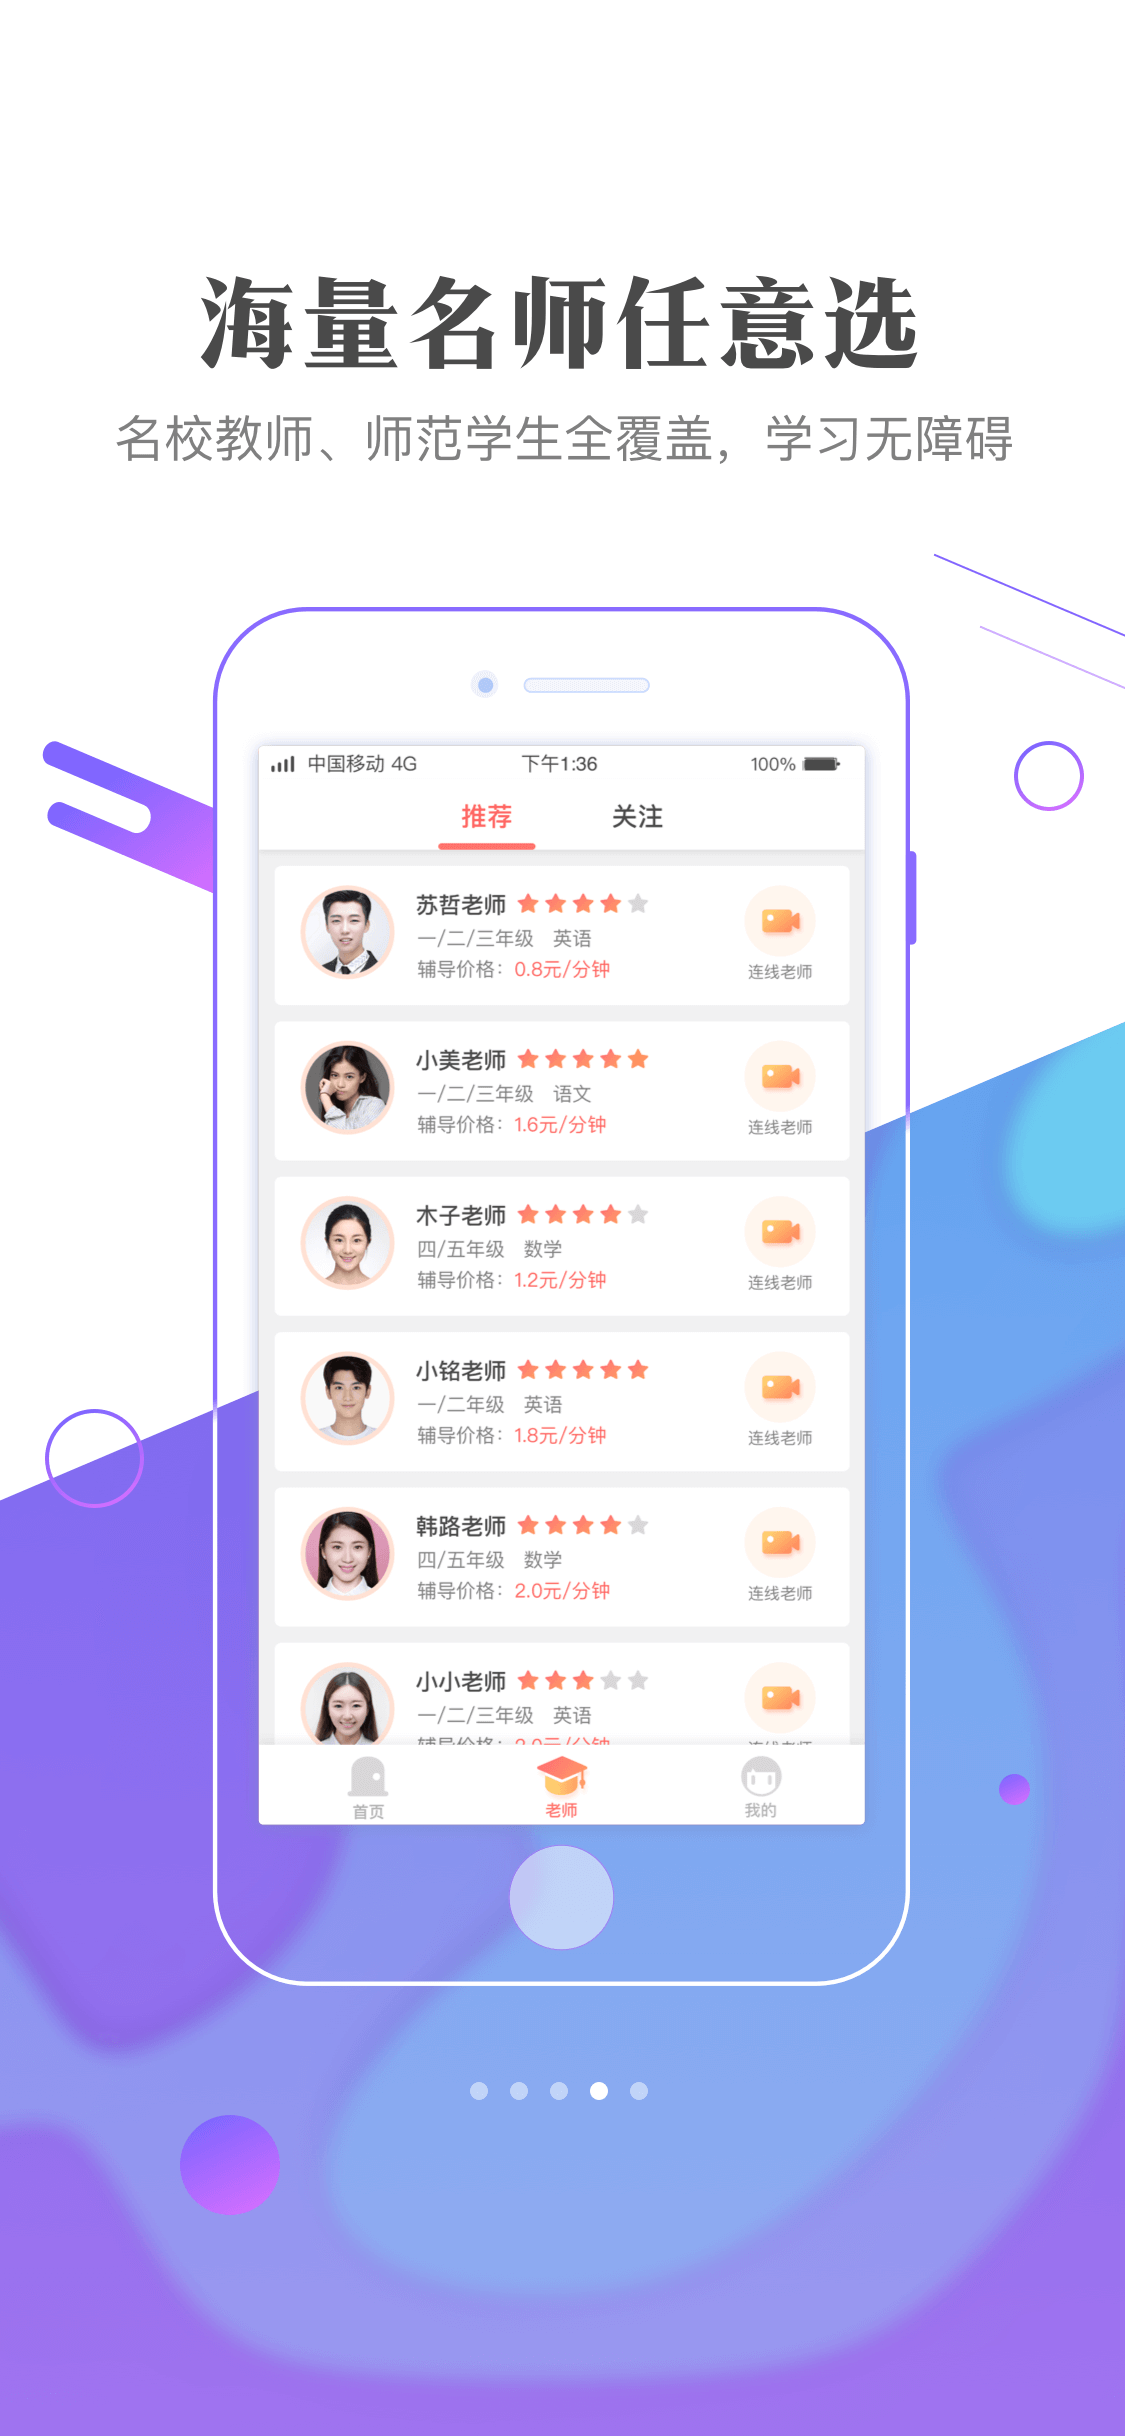 海量名师任意选
名校教师、师范学生全覆盖，学习无障碍
中国移动 4G 下午1:36 100%
推荐 关注
苏哲老师
一/二/三年级 英语
辅导价格：0.8元/分钟
连线老师
小美老师
一/二/三年级 语文
辅导价格：1.6元/分钟
连线老师
木子老师
四/五年级 数学
辅导价格：1.2元/分钟
连线老师
小铭老师
一/二年级 英语
辅导价格：1.8元/分钟
连线老师
韩路老师
四/五年级 数学
辅导价格：2.0元/分钟
连线老师
小小老师
一/二/三年级 英语
首页 老师 我的